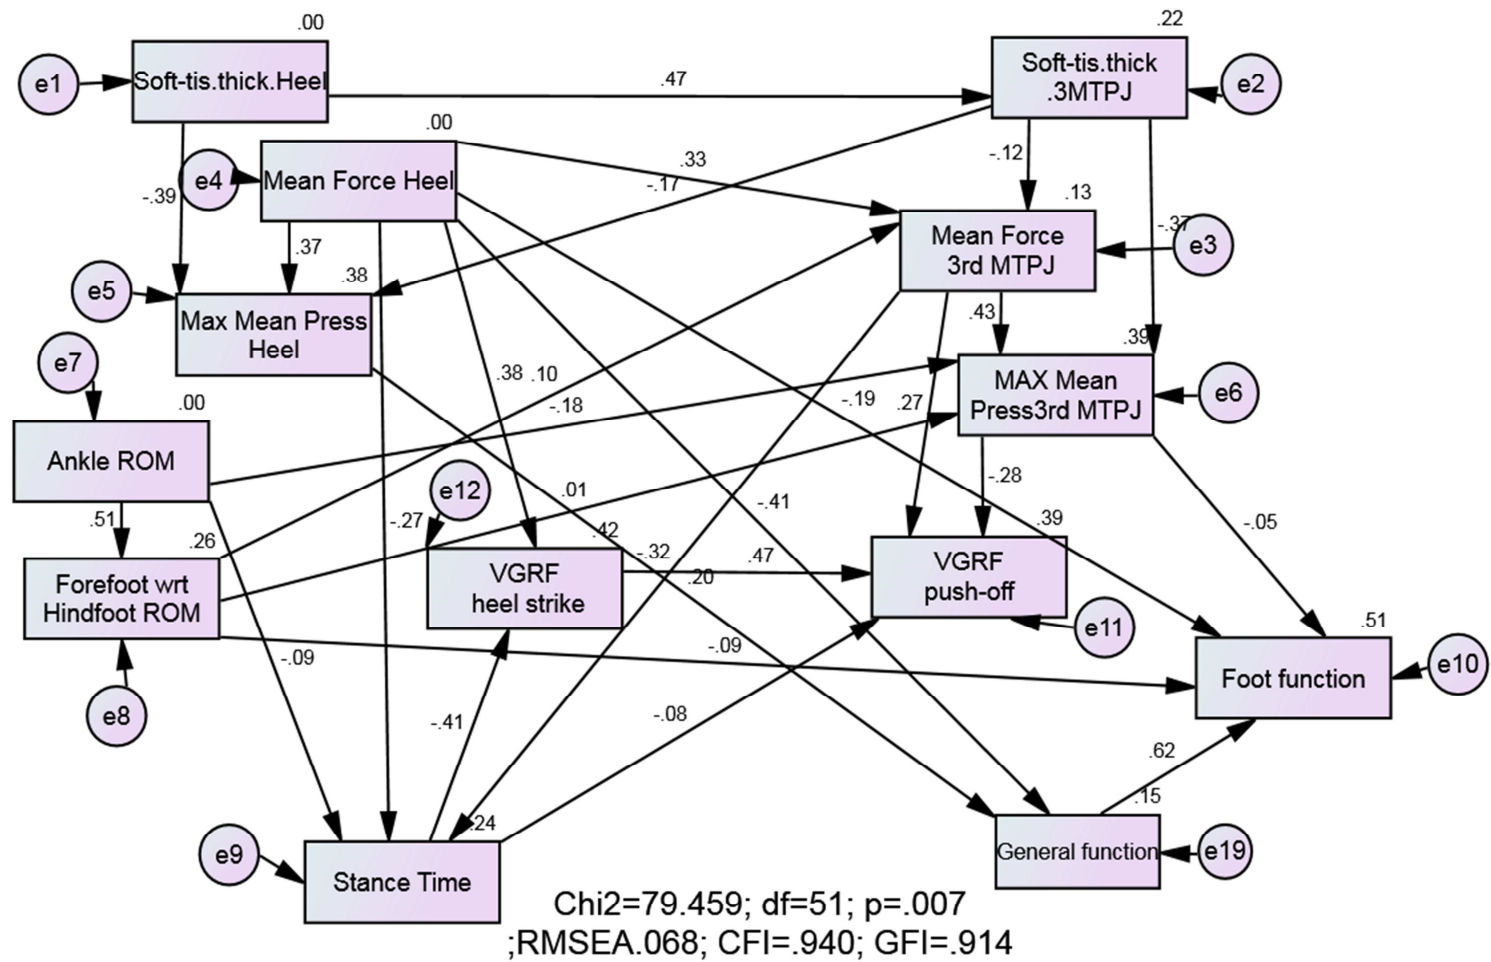 .00
.22
e1
Soft-tis.thick.Heel
.47
Soft-tis.thick
.3MTPJ
e2
.00
-.39
e4
Mean Force Heel
.33
-.17
-.12
.13
-.37
.37
.38
Mean Force
3rd MTPJ
e3
e5
Max Mean Press
Heel
.43
.39
e7
.38
.10
-.18
-.19
.27
MAX Mean
Press3rd MTPJ
e6
.00
Ankle ROM
e12
.01
-.41
-.28
.51
.26
-.27
.42
-.32
.20
.47
.39
-.05
Forefoot wrt
Hindfoot ROM
VGRF
heel strike
VGRF
push-off
e11
.51
-.09
-.09
Foot function
e10
e8
-.41
-.08
.62
.15
.24
e9
Stance Time
General function
e19
Chi2=79.459; df=51; p=.007
;RMSEA.068; CFI=.940; GFI=.914